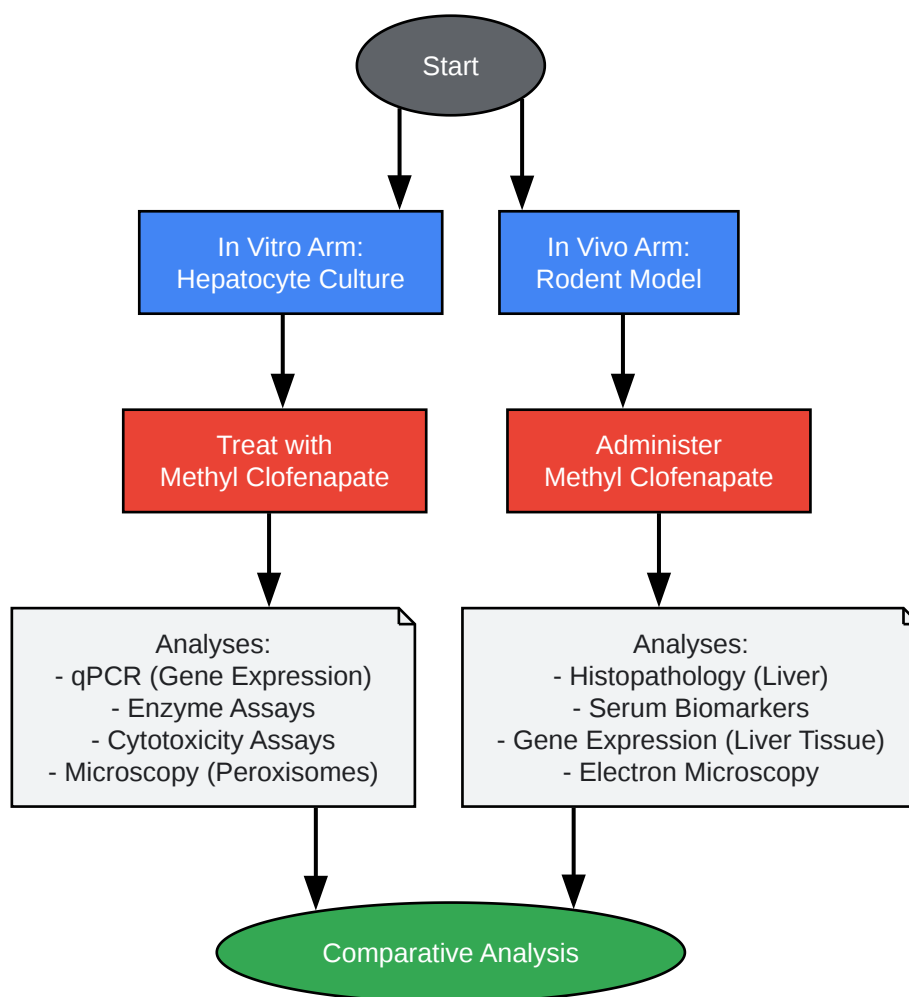 Start
In Vitro Arm:
Hepatocyte Culture
In Vivo Arm:
Rodent Model
Treat with
Methyl Clofenapate
Administer
Methyl Clofenapate
Analyses:
- qPCR (Gene Expression)
- Enzyme Assays
- Cytotoxicity Assays
- Microscopy (Peroxisomes)
Analyses:
- Histopathology (Liver)
- Serum Biomarkers
- Gene Expression (Liver Tissue)
- Electron Microscopy
Comparative Analysis